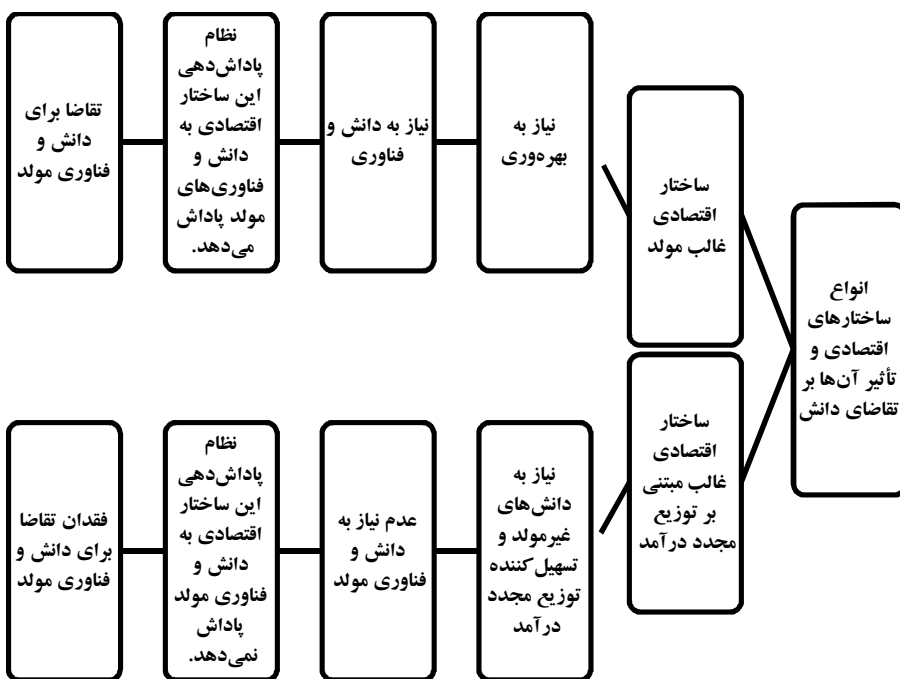 انواع
ساختارهای
اقتصادی و
تأثیر آن‌ها بر
تقاضای دانش
ساختار
اقتصادی
غالب مولد
نیاز به
بهره‌وری
نیاز به دانش و
فناوری
نظام
پاداش‌دهی
این ساختار
اقتصادی به
دانش و
فناوری‌های
مولد پاداش
می‌دهد.
تقاضا برای
دانش و
فناوری مولد
ساختار
اقتصادی
غالب مبتنی
بر توزیع
مجدد درآمد
نیاز به
دانش‌های
غیرمولد و
تسهیل‌کننده
توزیع مجدد
درآمد
عدم نیاز به
دانش و
فناوری مولد
نظام
پاداش‌دهی
این ساختار
اقتصادی به
دانش و
فناوری مولد
پاداش
نمی‌دهد.
فقدان تقاضا
برای دانش و
فناوری مولد